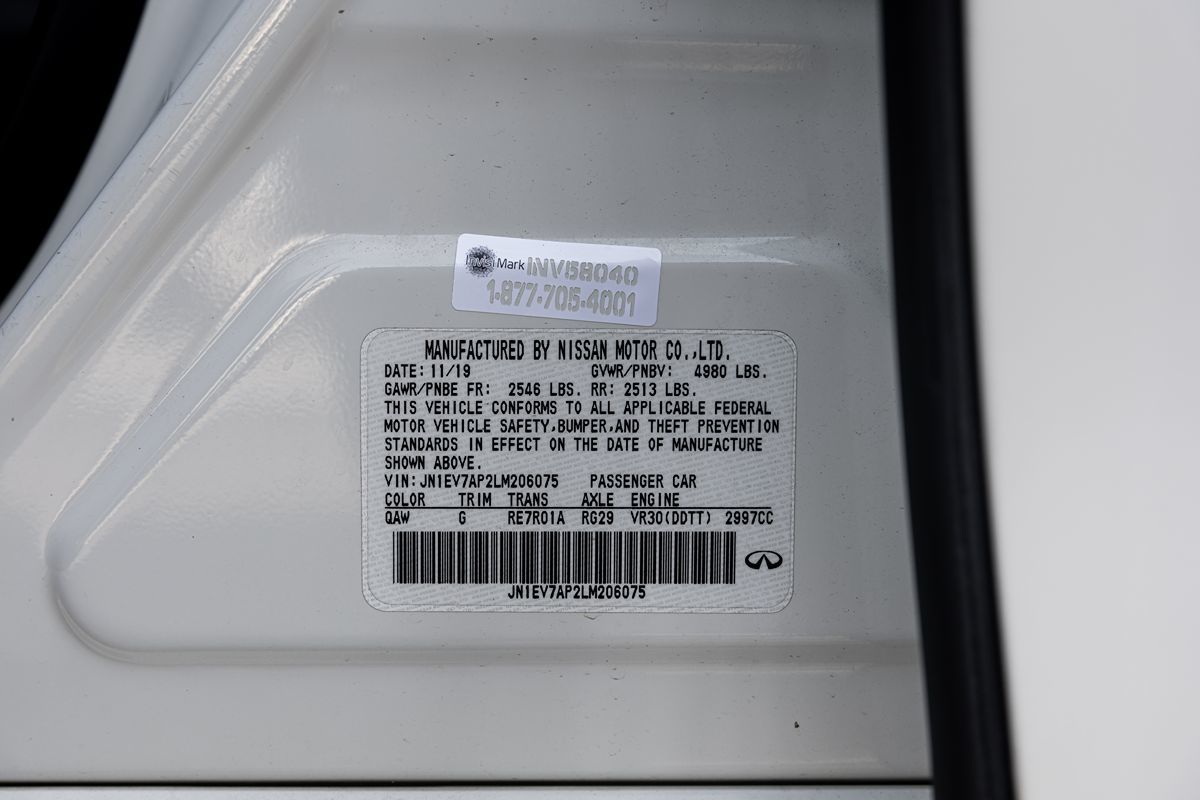 InvisiMark INV58040
1-877-705-4001
MANUFACTURED BY NISSAN MOTOR CO.,LTD.
DATE: 11/19 GVWR/PNBV: 4980 LBS.
GAWR/PNBE FR: 2546 LBS. RR: 2513 LBS.
THIS VEHICLE CONFORMS TO ALL APPLICABLE FEDERAL
MOTOR VEHICLE SAFETY,BUMPER,AND THEFT PREVENTION
STANDARDS IN EFFECT ON THE DATE OF MANUFACTURE
SHOWN ABOVE.
VIN:JN1EV7AP2LM206075 PASSENGER CAR
COLOR TRIM TRANS AXLE ENGINE
QAW G RE7R01A RG29 VR30(DDTT) 2997CC
JN1EV7AP2LM206075